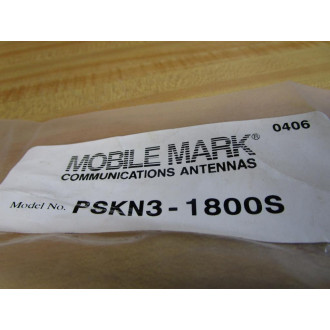 0406
MOBILE MARK®
COMMUNICATIONS ANTENNAS
Model No. PSKN3-1800S